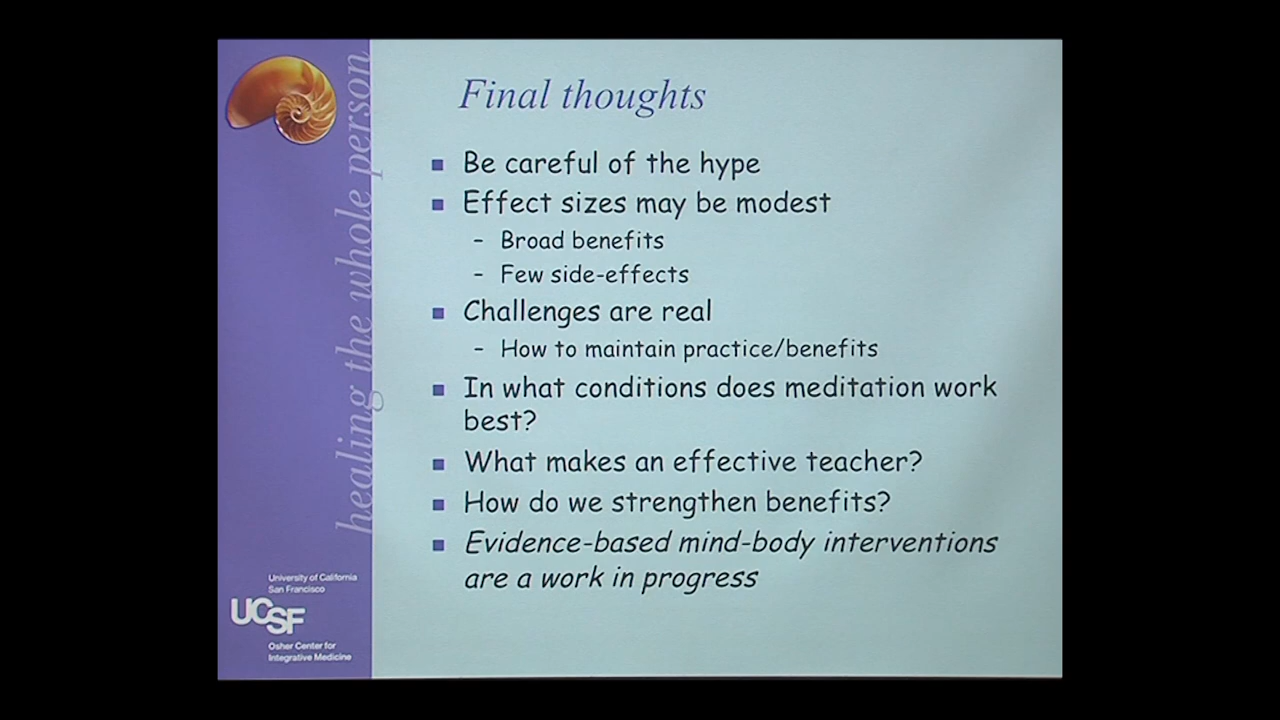 Final thoughts
■ Be careful of the hype
■ Effect sizes may be modest
– Broad benefits
– Few side-effects
■ Challenges are real
– How to maintain practice/benefits
■ In what conditions does meditation work
best?
■ What makes an effective teacher?
■ How do we strengthen benefits?
■ Evidence-based mind-body interventions
are a work in progress
healing the whole person
University of California
San Francisco
UCSF
Osher Center for
Integrative Medicine